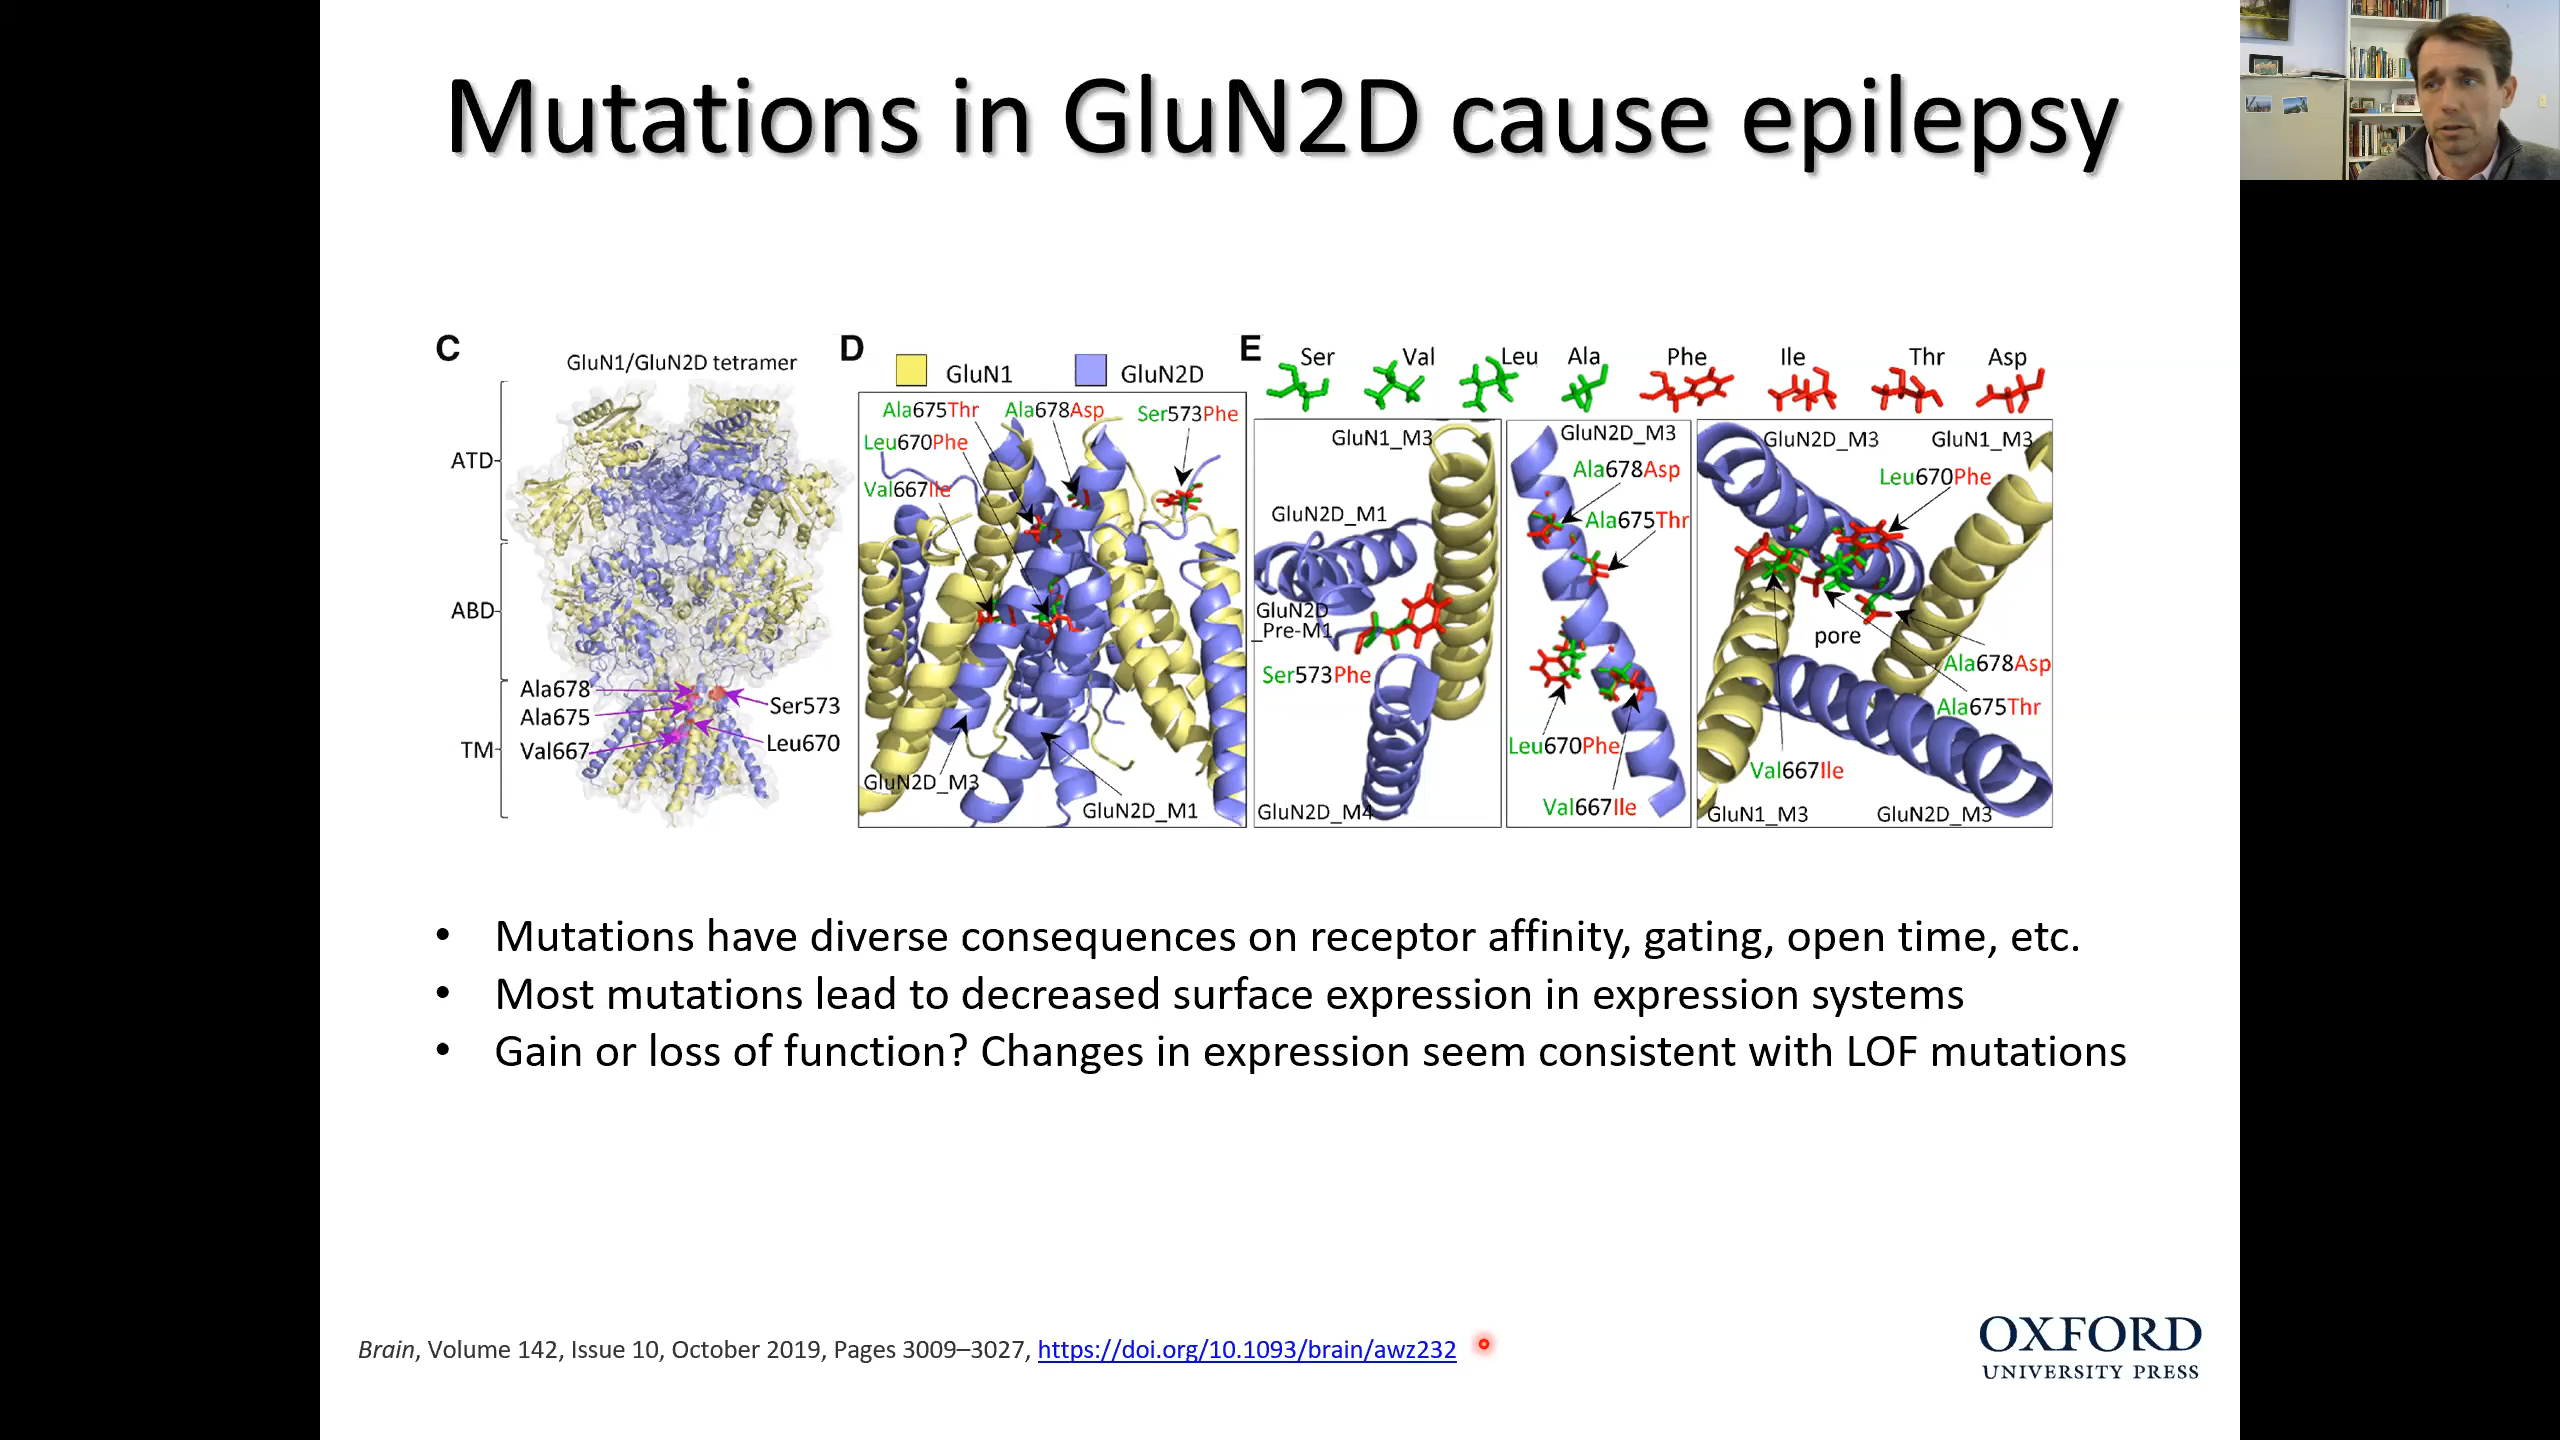 Mutations in GluN2D cause epilepsy
C
GluN1/GluN2D tetramer
ATD
ABD
TM
Ala678
Ala675
Val667
Ser573
Leu670
D
GluN1
GluN2D
Ala675Thr
Ala678Asp
Ser573Phe
Leu670Phe
Val667Ile
GluN2D_M3
GluN2D_M1
E
Ser Val Leu Ala Phe Ile Thr Asp
GluN1_M3
GluN2D_M1
GluN2D
_Pre-M1
Ser573Phe
GluN2D_M4
GluN2D_M3
Ala678Asp
Ala675Thr
Leu670Phe
Val667Ile
GluN2D_M3
GluN1_M3
Leu670Phe
pore
Ala678Asp
Ala675Thr
Val667Ile
GluN1_M3
GluN2D_M3
• Mutations have diverse consequences on receptor affinity, gating, open time, etc.
• Most mutations lead to decreased surface expression in expression systems
• Gain or loss of function? Changes in expression seem consistent with LOF mutations
Brain, Volume 142, Issue 10, October 2019, Pages 3009–3027, https://doi.org/10.1093/brain/awz232
OXFORD
UNIVERSITY PRESS